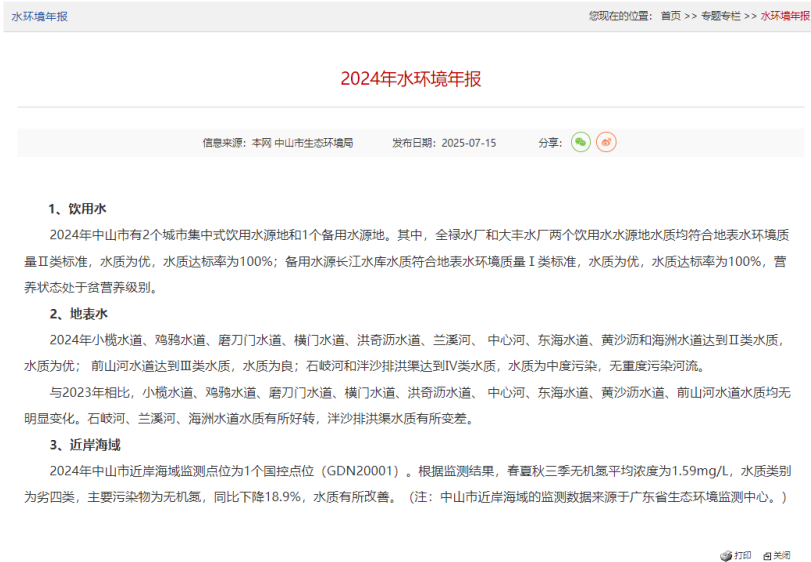 水环境年报
您现在的位置： 首页 >> 专题专栏 >> 水环境年报
2024年水环境年报
信息来源：本网 中山市生态环境局 发布日期：2025-07-15 分享：
1、饮用水
2024年中山市有2个城市集中式饮用水源地和1个备用水源地。其中，全禄水厂和大丰水厂两个饮用水水源地水质均符合地表水环境质
量Ⅱ类标准，水质为优，水质达标率为100%；备用水源长江水库水质符合地表水环境质量Ⅰ类标准，水质为优，水质达标率为100%，营
养状态处于贫营养级别。
2、地表水
2024年小榄水道、鸡鸦水道、磨刀门水道、横门水道、洪奇沥水道、兰溪河、 中心河、东海水道、黄沙沥和海洲水道达到Ⅱ类水质，
水质为优； 前山河水道达到Ⅲ类水质，水质为良；石岐河和泮沙排洪渠达到Ⅳ类水质，水质为中度污染，无重度污染河流。
与2023年相比，小榄水道、鸡鸦水道、磨刀门水道、横门水道、洪奇沥水道、 中心河、东海水道、黄沙沥水道、前山河水道水质均无
明显变化。石岐河、兰溪河、海洲水道水质有所好转，泮沙排洪渠水质有所变差。
3、近岸海域
2024年中山市近岸海域监测点位为1个国控点位（GDN20001）。根据监测结果，春夏秋三季无机氮平均浓度为1.59mg/L，水质类别
为劣四类，主要污染物为无机氮，同比下降18.9%，水质有所改善。（注：中山市近岸海域的监测数据来源于广东省生态环境监测中心。）
打印 关闭